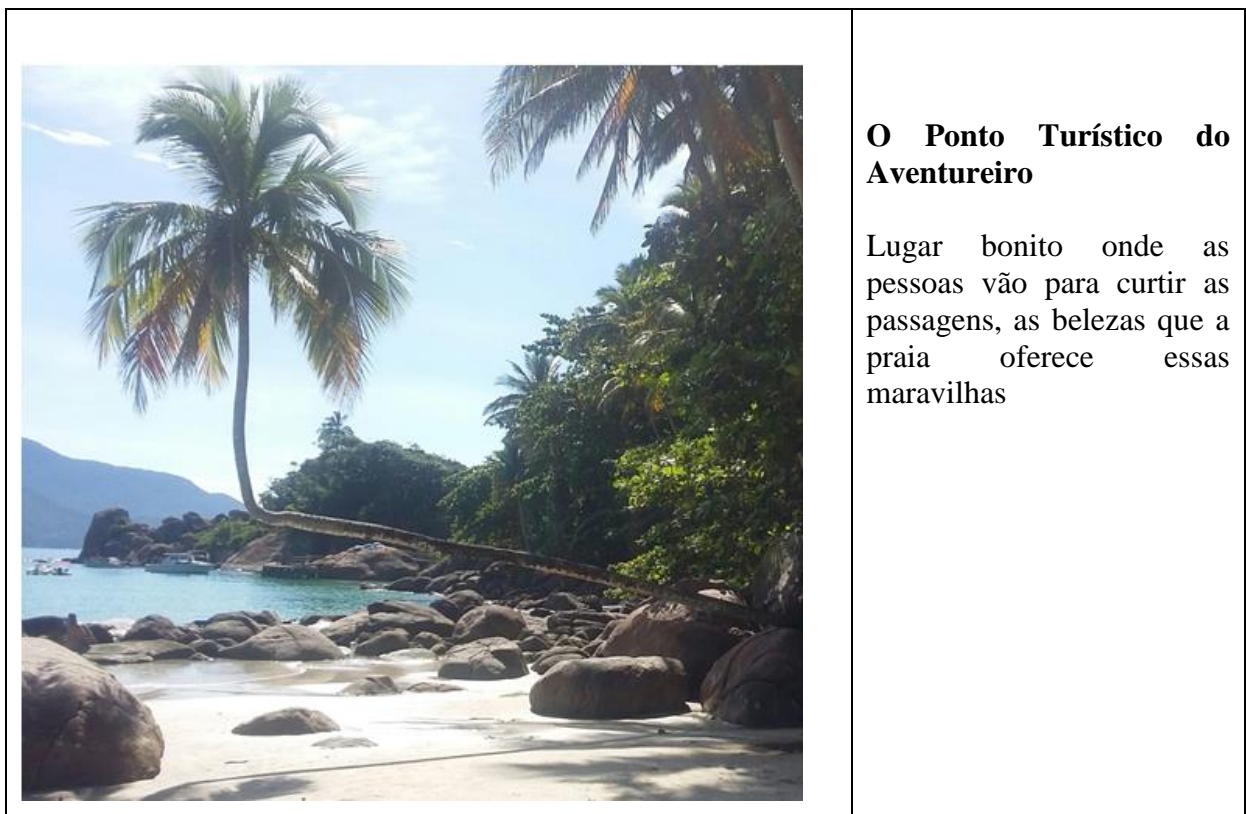 O Ponto Turístico do
Aventureiro
Lugar bonito onde as
pessoas vão para curtir as
passagens, as belezas que a
praia oferece essas
maravilhas